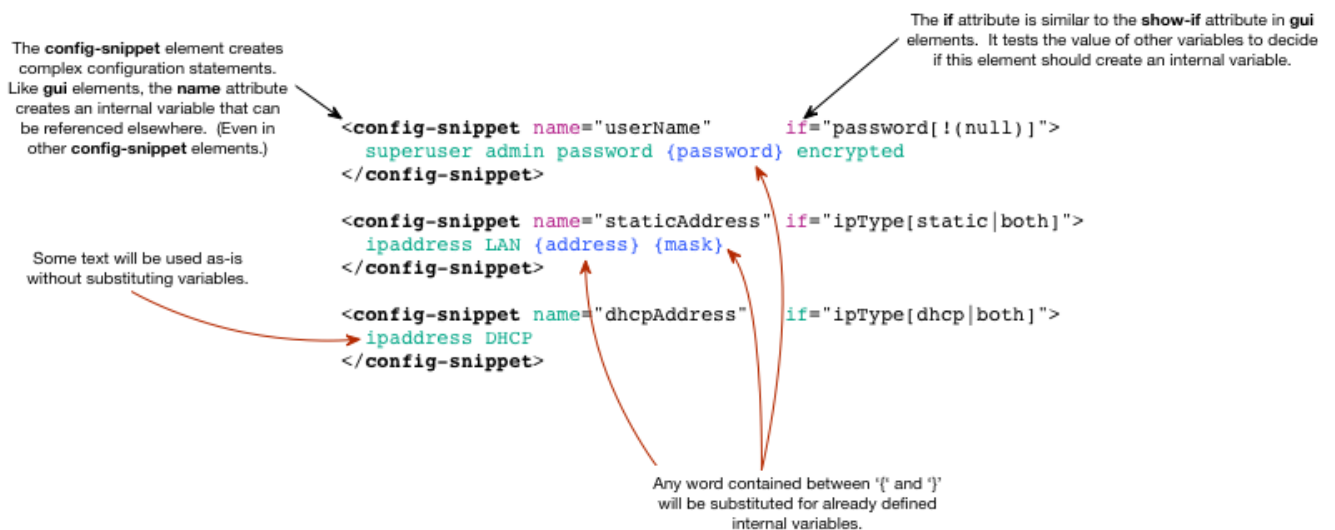 The config-snippet element creates
complex configuration statements.
Like gui elements, the name attribute
creates an internal variable that can
be referenced elsewhere. (Even in
other config-snippet elements.)
The if attribute is similar to the show-if attribute in gui
elements. It tests the value of other variables to decide
if this element should create an internal variable.
<config-snippet name="userName" if="password[!(null)]">
superuser admin password {password} encrypted
</config-snippet>
<config-snippet name="staticAddress" if="ipType[static|both]">
ipaddress LAN {address} {mask}
</config-snippet>
Some text will be used as-is
without substituting variables.
<config-snippet name="dhcpAddress" if="ipType[dhcp|both]">
ipaddress DHCP
</config-snippet>
Any word contained between ‘{‘ and ‘}’
will be substituted for already defined
internal variables.